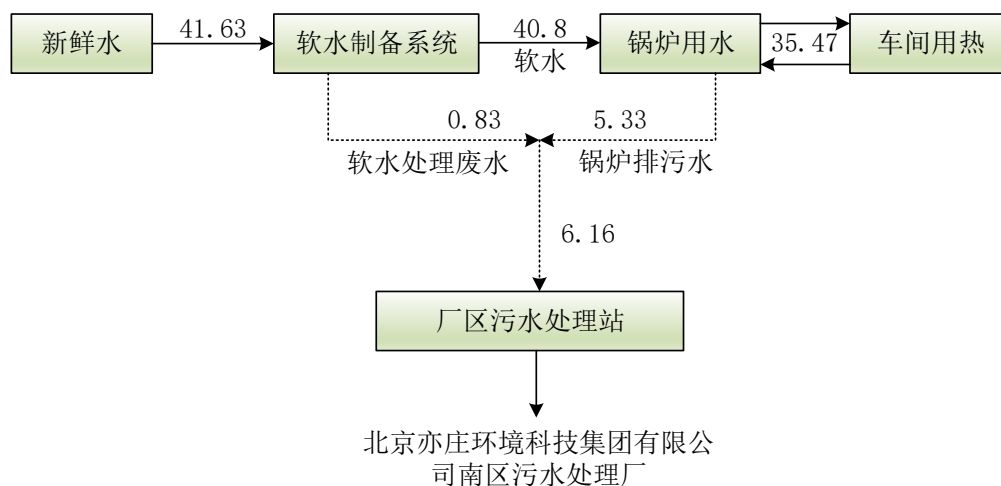 新鲜水
41.63
软水制备系统
40.8
软水
锅炉用水
35.47
车间用热
0.83
软水处理废水
5.33
锅炉排污水
6.16
厂区污水处理站
北京亦庄环境科技集团有限公
司南区污水处理厂